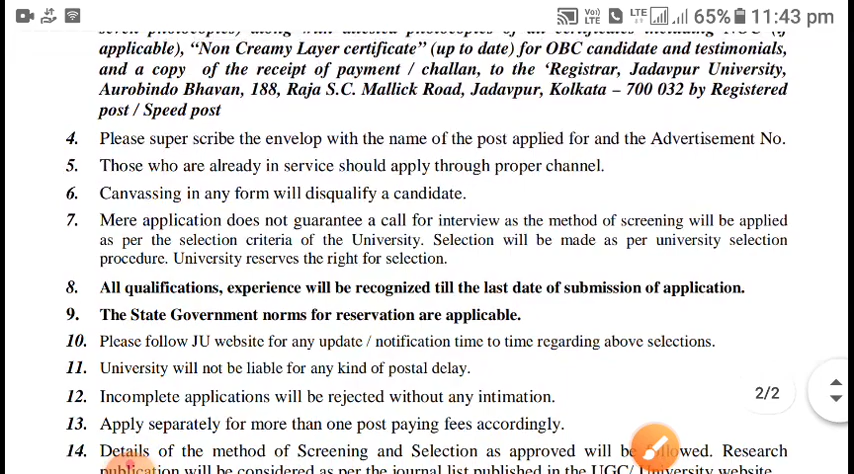 65% 11:43 pm
applicable), “Non Creamy Layer certificate” (up to date) for OBC candidate and testimonials,
and a copy of the receipt of payment / challan, to the ‘Registrar, Jadavpur University,
Aurobindo Bhavan, 188, Raja S.C. Mallick Road, Jadavpur, Kolkata – 700 032 by Registered
post / Speed post
4. Please super scribe the envelop with the name of the post applied for and the Advertisement No.
5. Those who are already in service should apply through proper channel.
6. Canvassing in any form will disqualify a candidate.
7. Mere application does not guarantee a call for interview as the method of screening will be applied
as per the selection criteria of the University. Selection will be made as per university selection
procedure. University reserves the right for selection.
8. All qualifications, experience will be recognized till the last date of submission of application.
9. The State Government norms for reservation are applicable.
10. Please follow JU website for any update / notification time to time regarding above selections.
11. University will not be liable for any kind of postal delay.
12. Incomplete applications will be rejected without any intimation.
2/2
13. Apply separately for more than one post paying fees accordingly.
14. Details of the method of Screening and Selection as approved will be followed. Research
publication will be considered as per the journal list published in the UGC/ University website